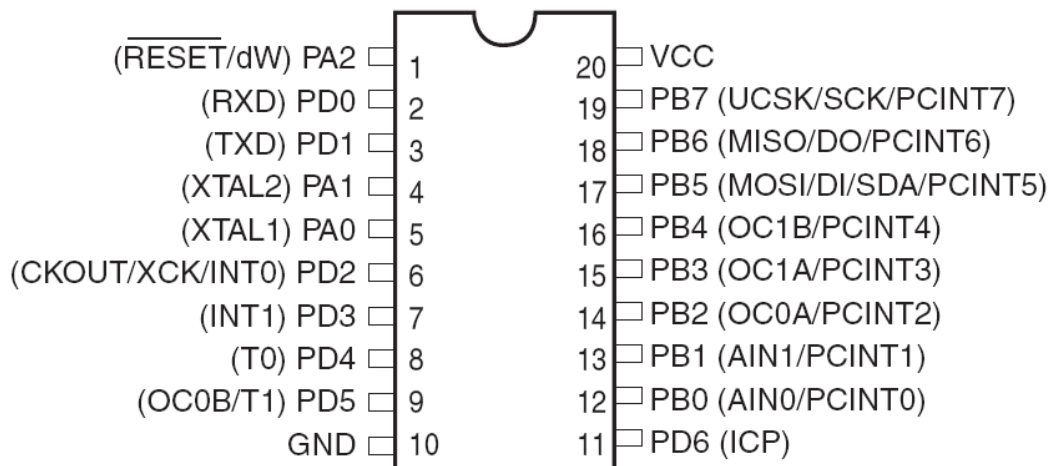 (RESET/dW) PA2 1 20 VCC
(RXD) PD0 2 19 PB7 (UCSK/SCK/PCINT7)
(TXD) PD1 3 18 PB6 (MISO/DO/PCINT6)
(XTAL2) PA1 4 17 PB5 (MOSI/DI/SDA/PCINT5)
(XTAL1) PA0 5 16 PB4 (OC1B/PCINT4)
(CKOUT/XCK/INT0) PD2 6 15 PB3 (OC1A/PCINT3)
(INT1) PD3 7 14 PB2 (OC0A/PCINT2)
(T0) PD4 8 13 PB1 (AIN1/PCINT1)
(OC0B/T1) PD5 9 12 PB0 (AIN0/PCINT0)
GND 10 11 PD6 (ICP)